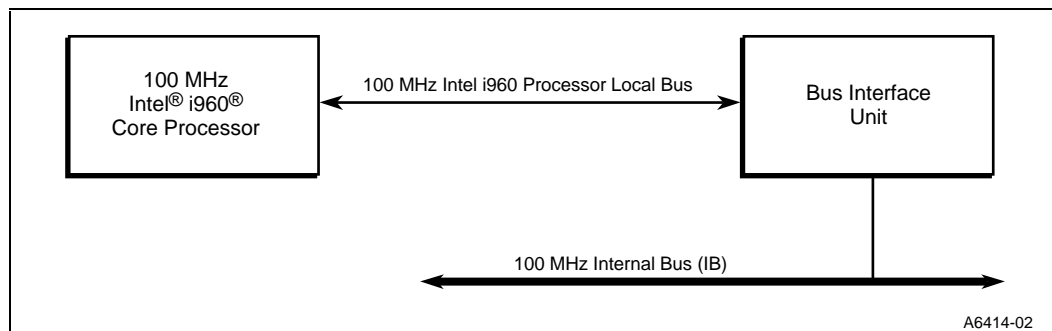 100 MHz
Intel® i960®
Core Processor
100 MHz Intel i960 Processor Local Bus
Bus Interface
Unit
100 MHz Internal Bus (IB)
A6414-02